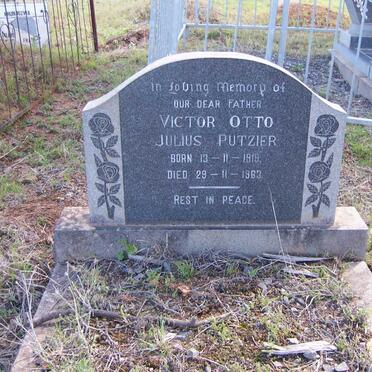 In Loving Memory of
OUR DEAR FATHER
VICTOR OTTO
JULIUS PUTZIER
BORN 13-11-1919.
DIED 29-11-1963.
REST IN PEACE.